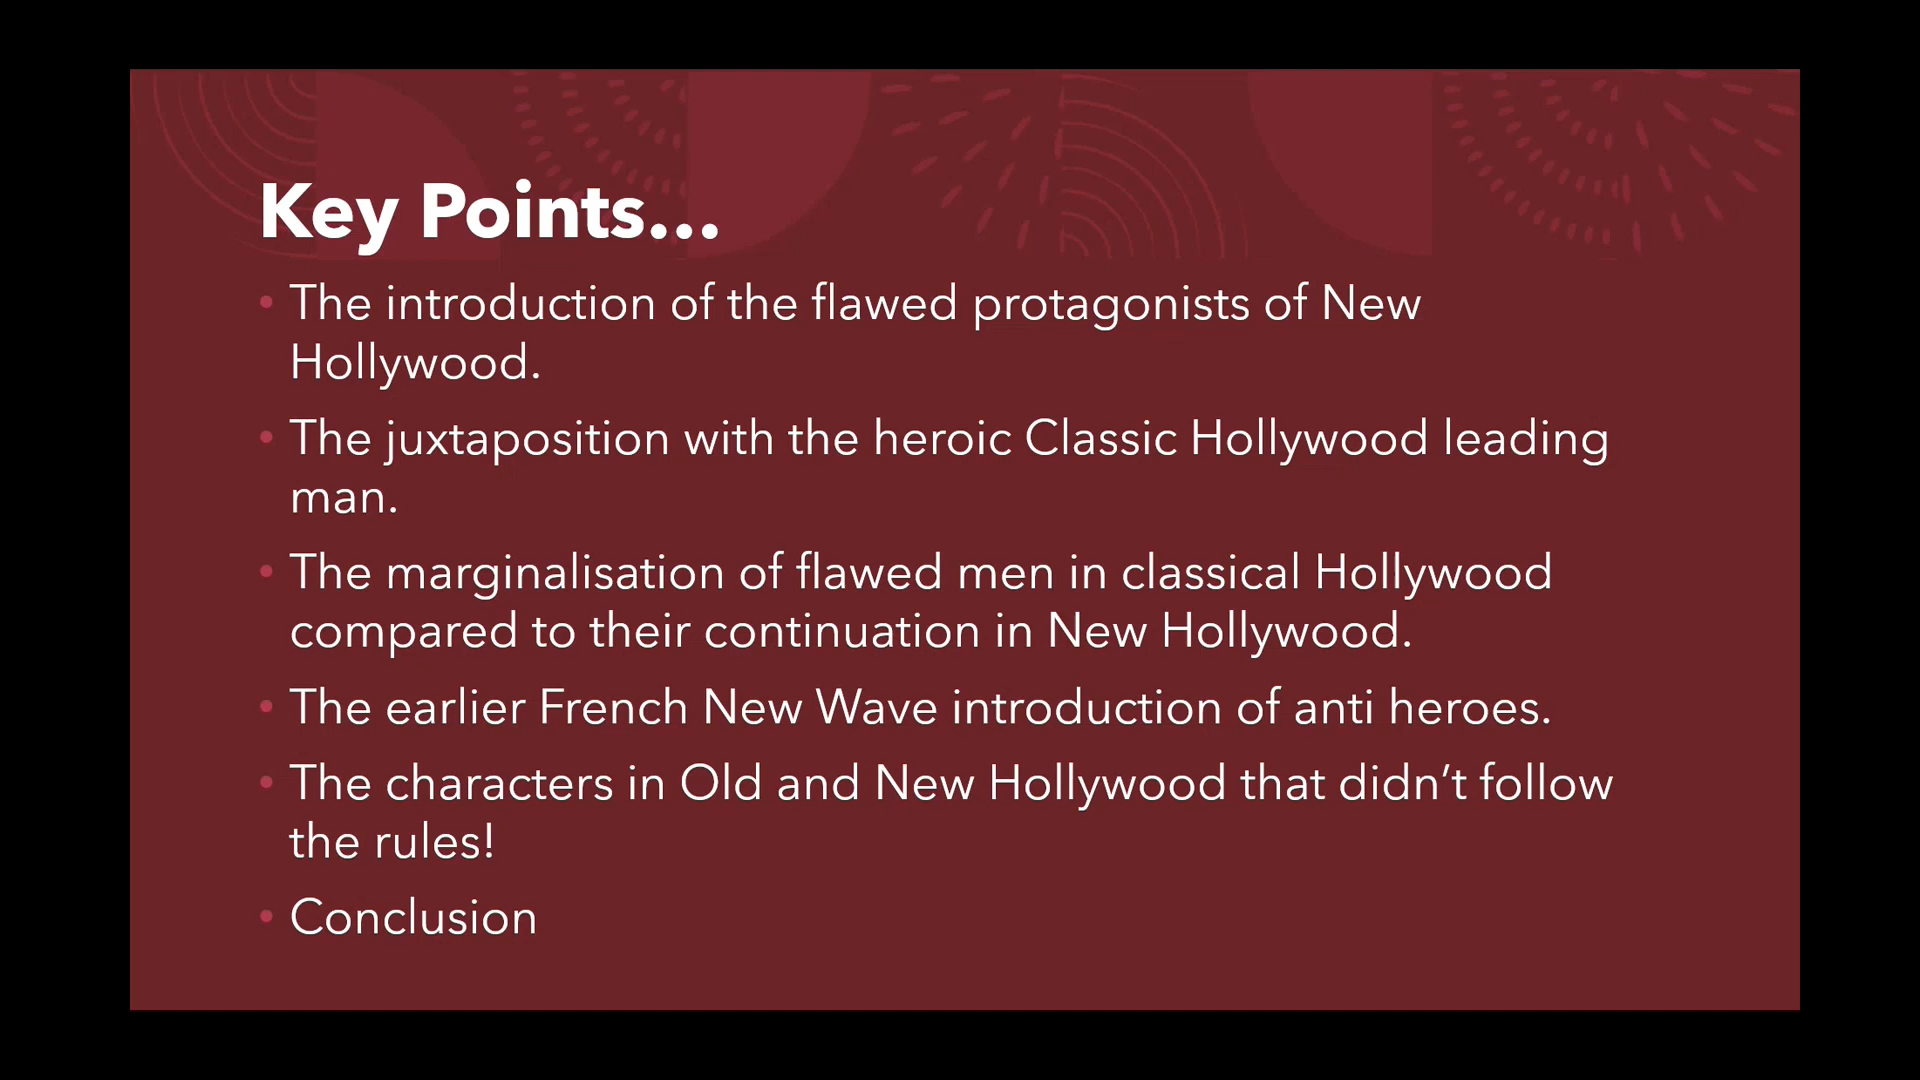 Key Points...
• The introduction of the flawed protagonists of New
Hollywood.
• The juxtaposition with the heroic Classic Hollywood leading
man.
• The marginalisation of flawed men in classical Hollywood
compared to their continuation in New Hollywood.
• The earlier French New Wave introduction of anti heroes.
• The characters in Old and New Hollywood that didn’t follow
the rules!
• Conclusion